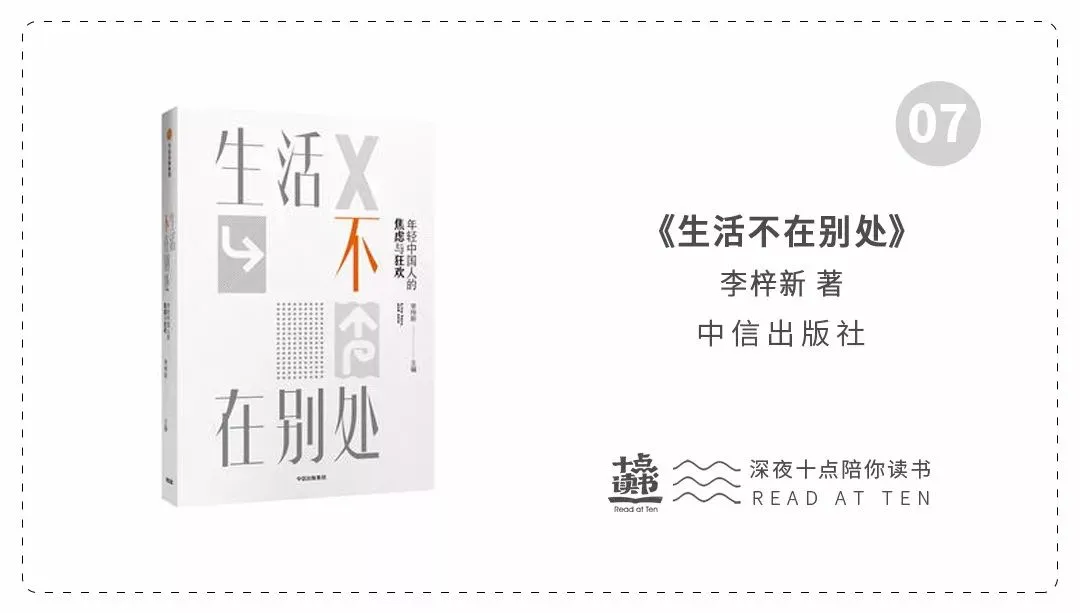 生活
不
在别处
年轻中国人的
焦虑与狂欢
李梓新
主编
中信出版集团
07
《生活不在别处》
李梓新 著
中信出版社
十点读书
Read at Ten
深夜十点陪你读书
READ AT TEN